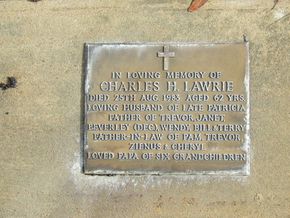 IN LOVING MEMORY OF
CHARLES H. LAWRIE
DIED 25TH AUG. 1983 AGED 62 YRS.
LOVING HUSBAND OF LATE PATRICIA
FATHER OF TREVOR, JANET,
BEVERLEY (DEC), WENDY, BILL & TERRY
FATHER-IN-LAW OF PAM, TREVOR
& CHERYL
LOVED PAPA OF SIX GRANDCHILDREN